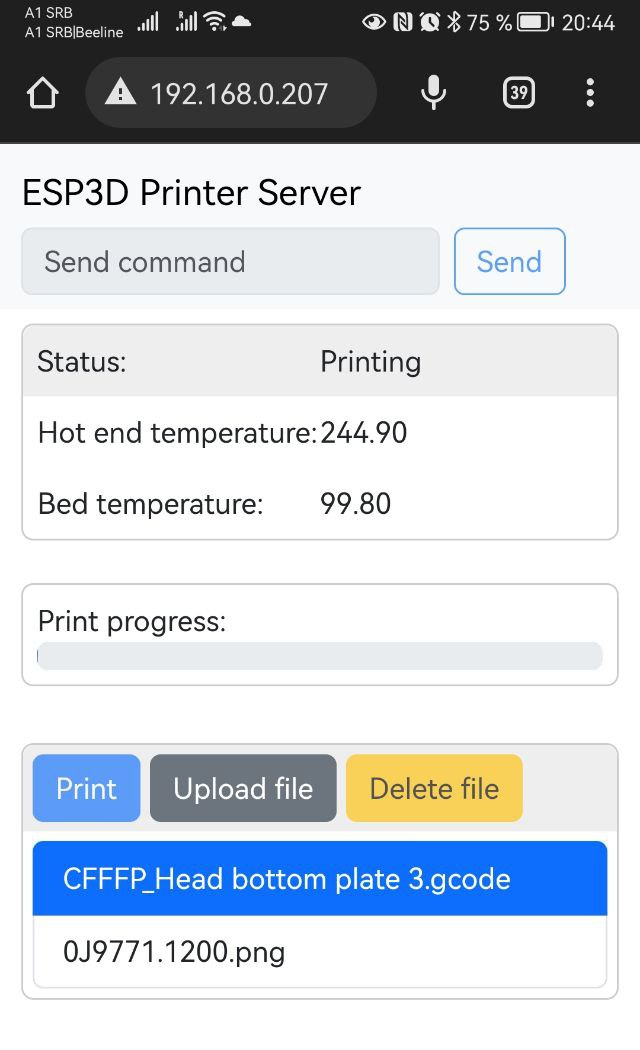 A1 SRB
A1 SRB|Beeline
R
75 %
20:44
192.168.0.207
39
ESP3D Printer Server
Send command
Send
Status: Printing
Hot end temperature: 244.90
Bed temperature: 99.80
Print progress:
Print
Upload file
Delete file
CFFFP_Head bottom plate 3.gcode
0J9771.1200.png